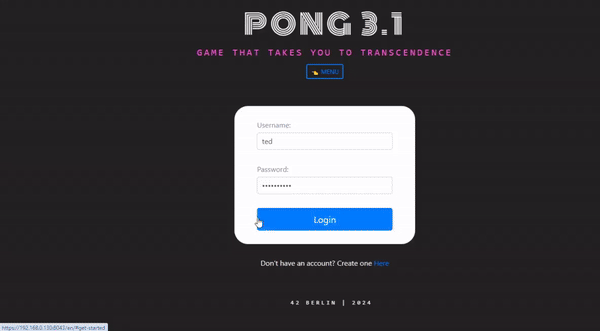 PONG 3.1
GAME THAT TAKES YOU TO TRANSCENDENCE
👈 MENU
Username:
ted
Password:
••••••••••
Login
Don't have an account? Create one Here
42 BERLIN | 2024
https://192.168.0.130:8043/en/#get-started